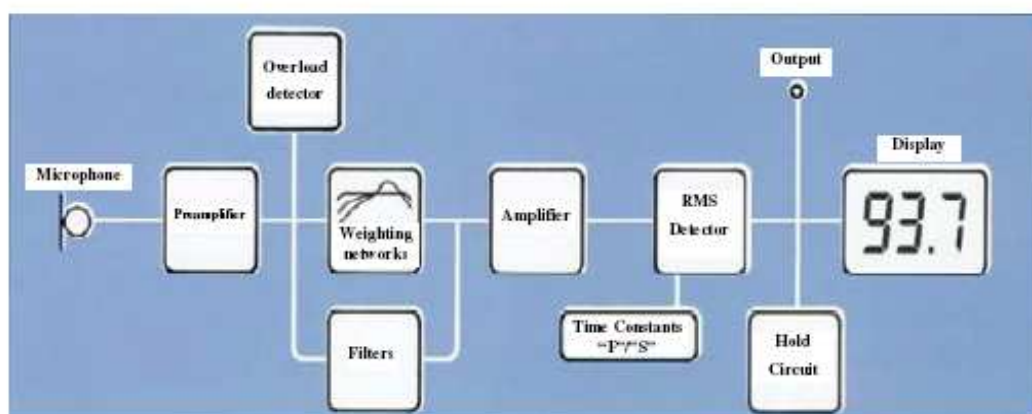 Overload
detector
Output
Display
Microphone
Preamplifier
Weighting
networks
Amplifier
RMS
Detector
93.7
Time Constants
“F”/“S”
Filters
Hold
Circuit